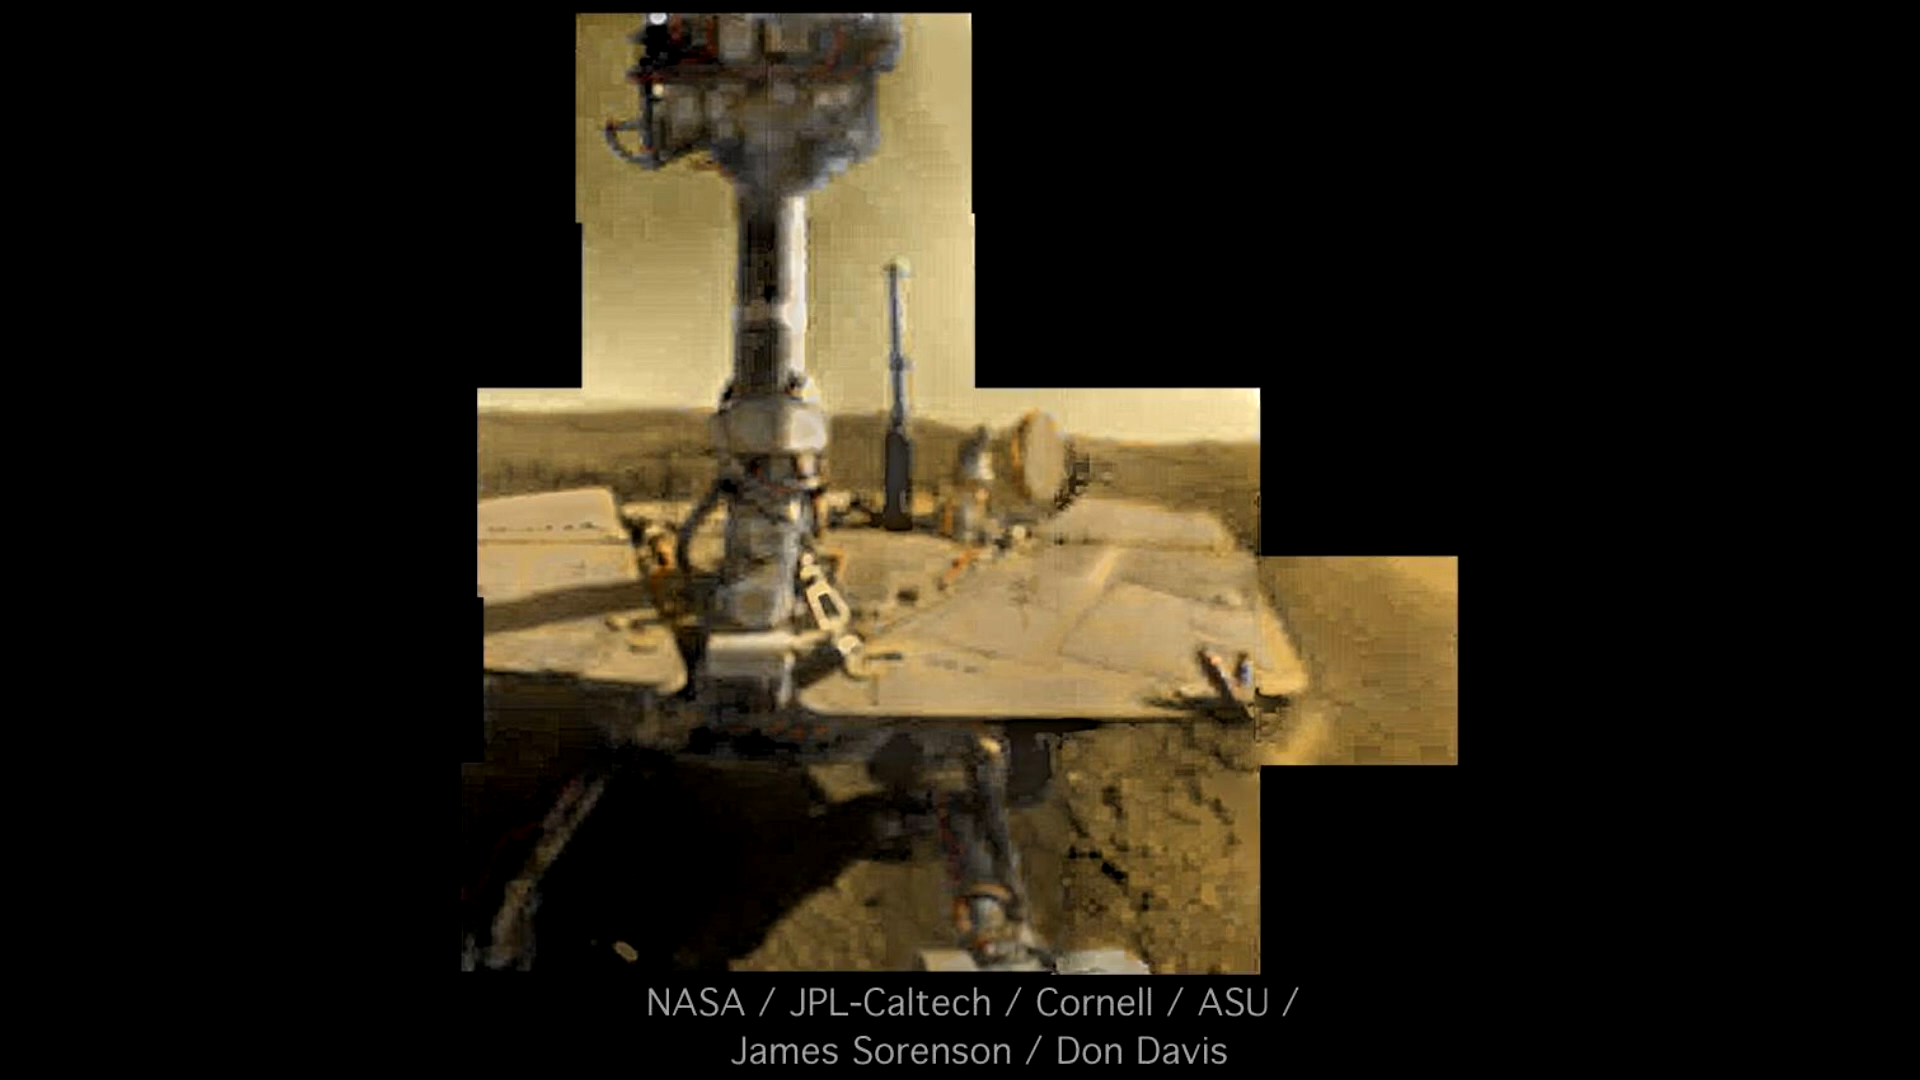 NASA / JPL-Caltech / Cornell / ASU /
James Sorenson / Don Davis